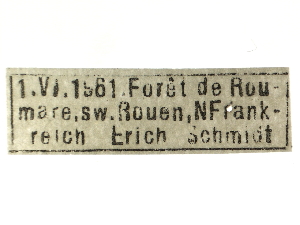 1.VI.1961.Forêt de Rou-
mare,sw.Rouen,NFrank-
reich Erich Schmidt